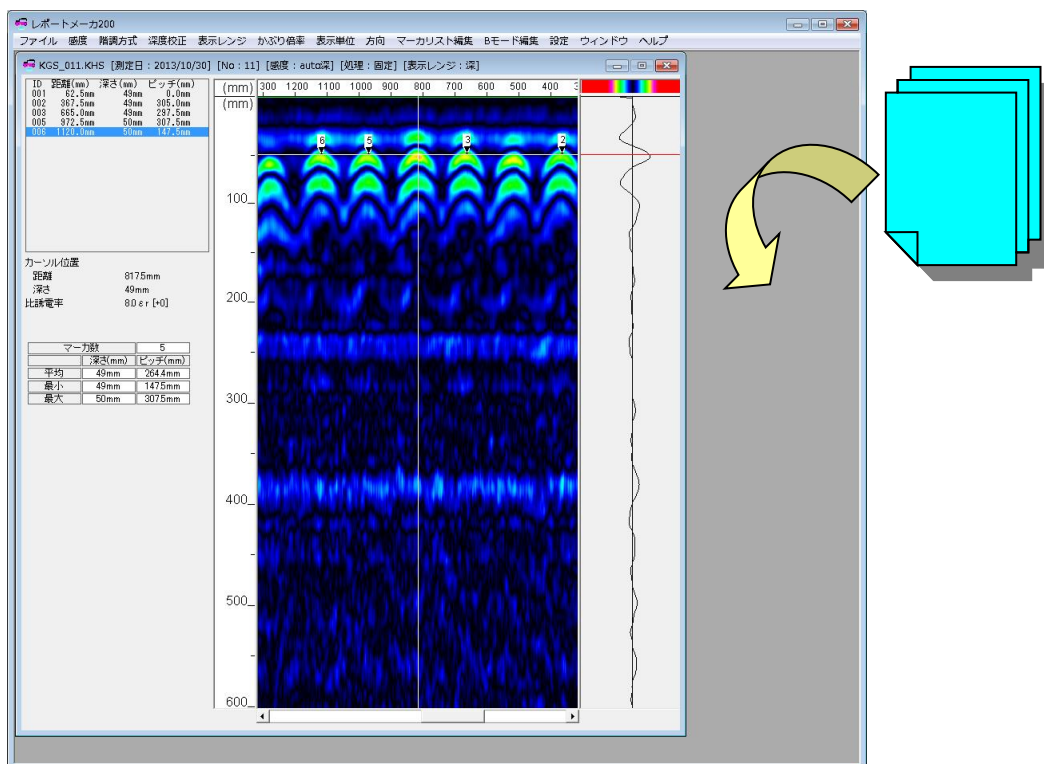 レポートメーカ200
ファイル 感度 階調方式 深度校正 表示レンジ かぶり倍率 表示単位 方向 マーカリスト編集 Bモード編集 設定 ウィンドウ ヘルプ
KGS_011.KHS [測定日 : 2013/10/30] [No : 11] [感度 : auto深] [処理 : 固定] [表示レンジ : 深]
ID 距離(mm) 深さ(mm) ピッチ(mm)
001 62.5mm 49mm 0.0mm
002 367.5mm 49mm 305.0mm
003 665.0mm 49mm 297.5mm
005 972.5mm 50mm 307.5mm
006 1120.0mm 50mm 147.5mm
カーソル位置
距離 817.5mm
深さ 49mm
比誘電率 8.0 εr [+0]
マーカ数 5
深さ(mm) ピッチ(mm)
平均 49mm 264.4mm
最小 49mm 147.5mm
最大 50mm 307.5mm
(mm) 300 1200 1100 1000 900 800 700 600 500 400 3
(mm)
6 5 3 2
100
200
300
400
500
600